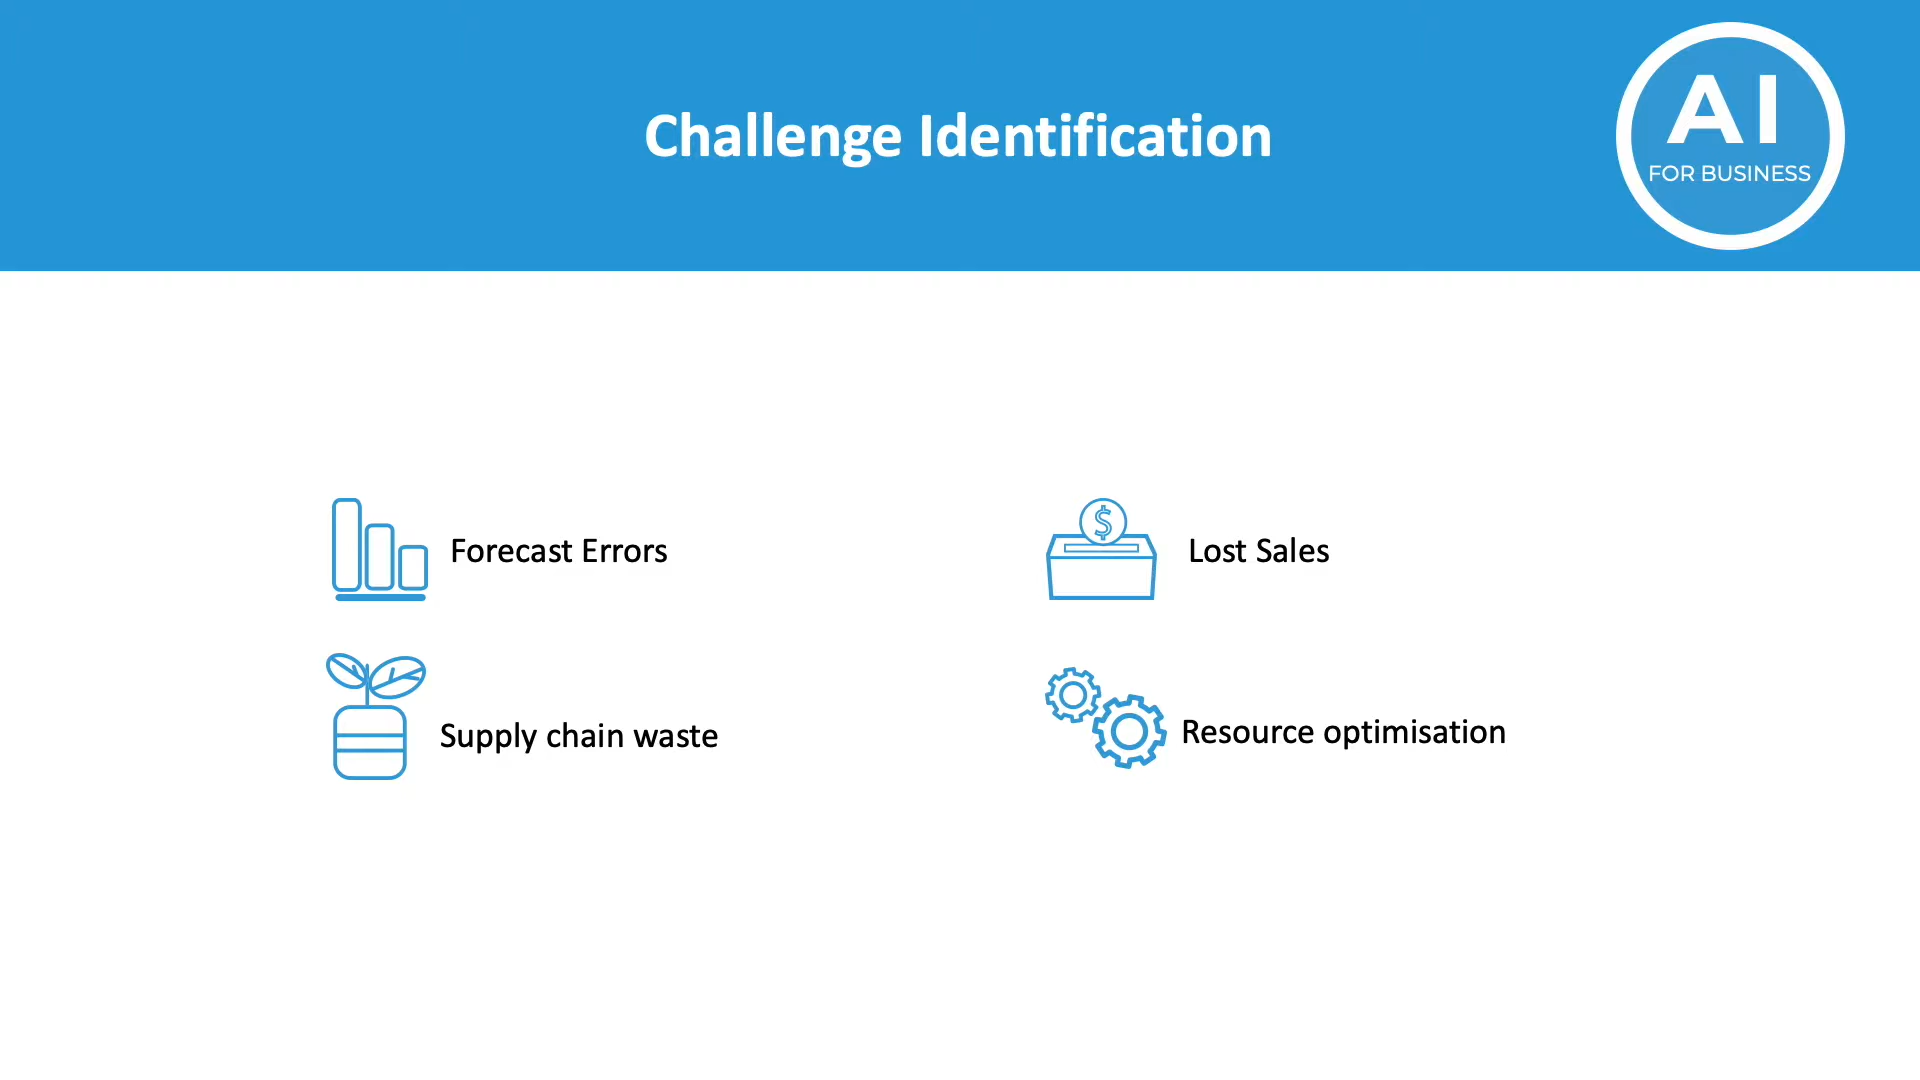 Challenge Identification
AI
FOR BUSINESS
Forecast Errors
$
Lost Sales
Supply chain waste
Resource optimisation